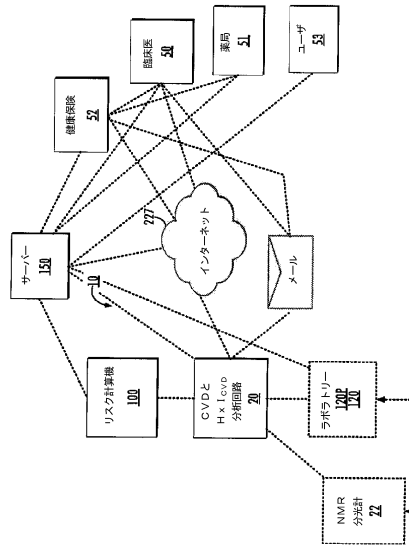 健康保険
52
臨床医
50
薬局
51
ユーザ
53
サーバー
150
10
227
インターネット
メール
リスク計算機
100
CVDと
HxICVD
分析回路
20
ラボラトリー
120P
120
NMR
分光計
22